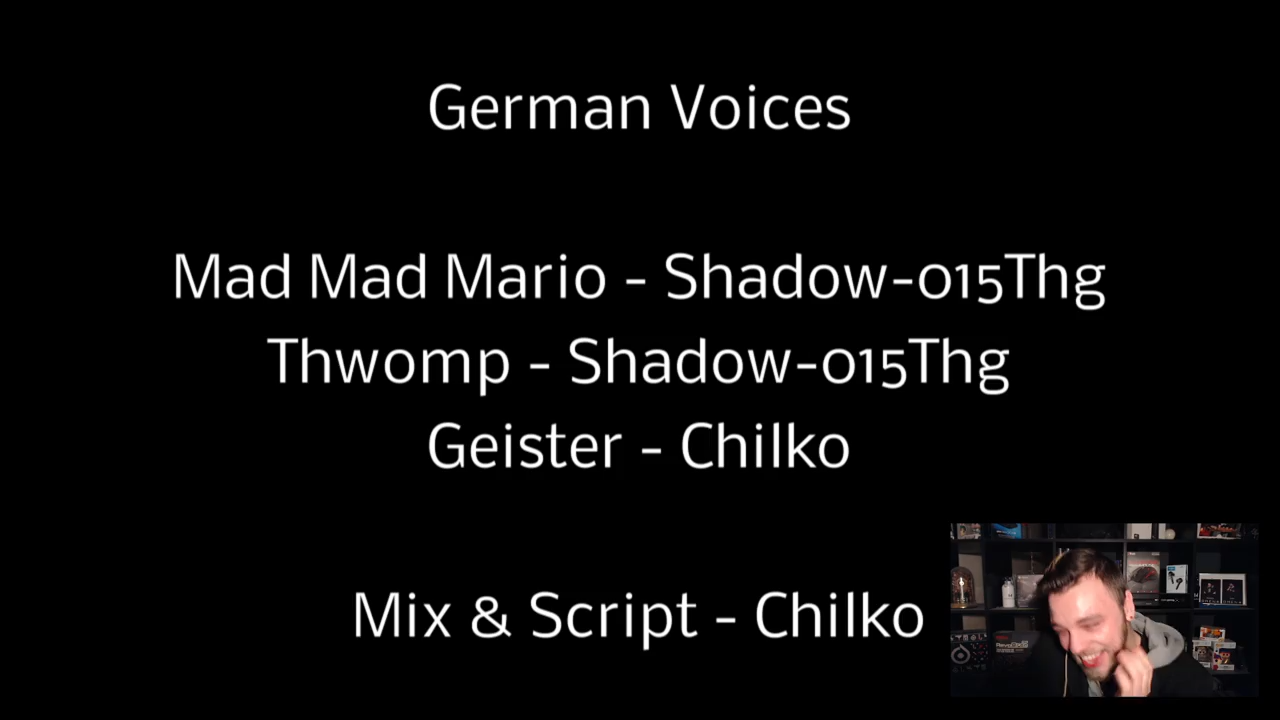 German Voices
Mad Mad Mario - Shadow-015Thg
Thwomp - Shadow-015Thg
Geister - Chilko
Mix & Script - Chilko